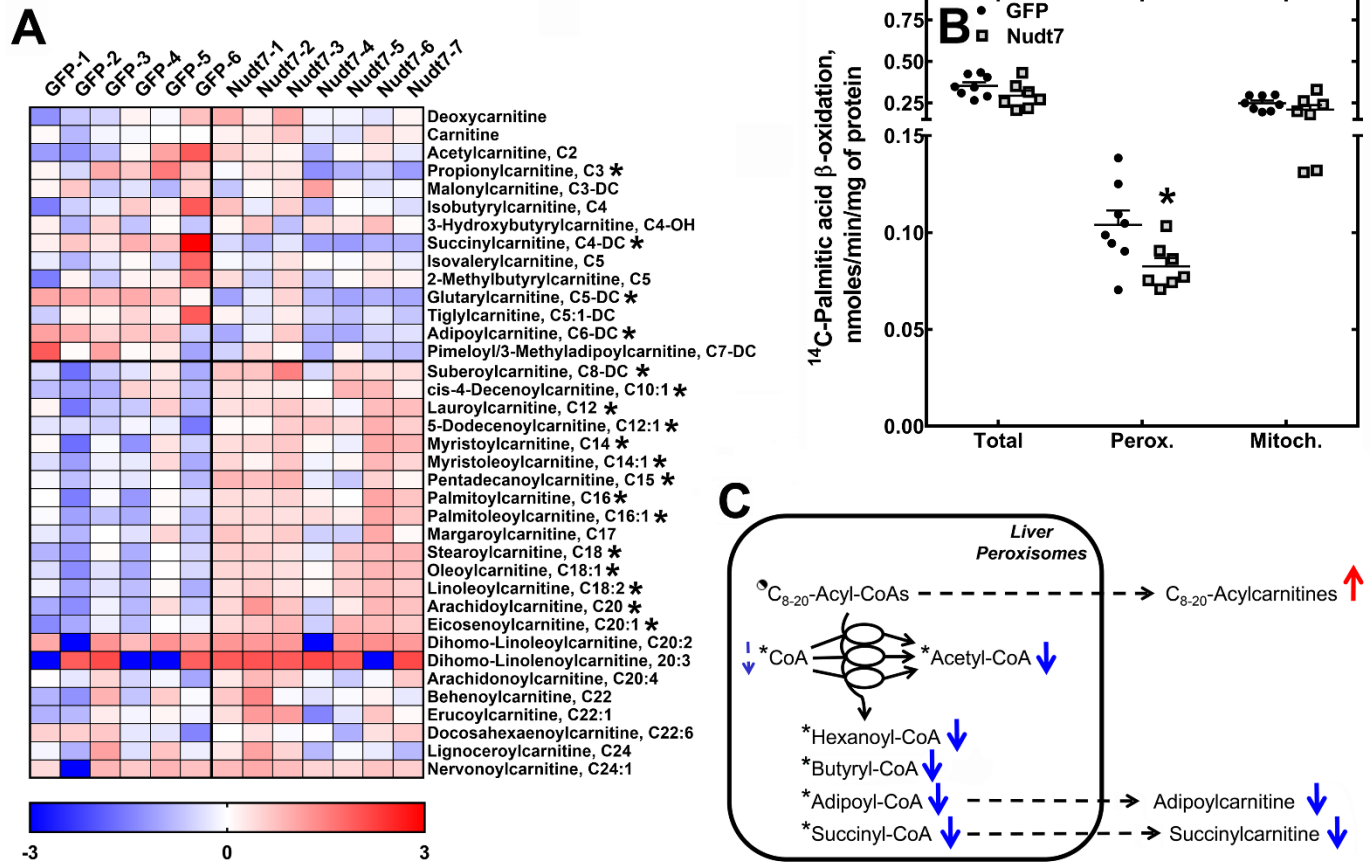 A
GFP-1
GFP-2
GFP-3
GFP-4
GFP-5
GFP-6
Nudt7-1
Nudt7-2
Nudt7-3
Nudt7-4
Nudt7-5
Nudt7-6
Nudt7-7
Deoxycarnitine
Carnitine
Acetylcarnitine, C2
Propionylcarnitine, C3 *
Malonylcarnitine, C3-DC
Isobutyrylcarnitine, C4
3-Hydroxybutyrylcarnitine, C4-OH
Succinylcarnitine, C4-DC *
Isovalerylcarnitine, C5
2-Methylbutyrylcarnitine, C5
Glutarylcarnitine, C5-DC *
Tiglylcarnitine, C5:1-DC
Adipoylcarnitine, C6-DC *
Pimeloyl/3-Methyladipoylcarnitine, C7-DC
Suberoylcarnitine, C8-DC *
cis-4-Decenoylcarnitine, C10:1 *
Lauroylcarnitine, C12 *
5-Dodecenoylcarnitine, C12:1 *
Myristoylcarnitine, C14 *
Myristoleoylcarnitine, C14:1 *
Pentadecanoylcarnitine, C15 *
Palmitoylcarnitine, C16 *
Palmitoleoylcarnitine, C16:1 *
Margaroylcarnitine, C17
Stearoylcarnitine, C18 *
Oleoylcarnitine, C18:1 *
Linoleoylcarnitine, C18:2 *
Arachidoylcarnitine, C20 *
Eicosenoylcarnitine, C20:1 *
Dihomo-Linoleoylcarnitine, C20:2
Dihomo-Linolenoylcarnitine, 20:3
Arachidonoylcarnitine, C20:4
Behenoylcarnitine, C22
Erucoylcarnitine, C22:1
Docosahexaenoylcarnitine, C22:6
Lignoceroylcarnitine, C24
Nervonoylcarnitine, C24:1
-3 0 3
B
GFP
Nudt7
¹⁴C-Palmitic acid β-oxidation,
nmoles/min/mg of protein
0.75
0.50
0.25
0.15
0.10
0.05
0.00
*
Total Perox. Mitoch.
C
Liver
Peroxisomes
C₈₋₂₀-Acyl-CoAs C₈₋₂₀-Acylcarnitines
*CoA *Acetyl-CoA
*Hexanoyl-CoA
*Butyryl-CoA
*Adipoyl-CoA Adipoylcarnitine
*Succinyl-CoA Succinylcarnitine